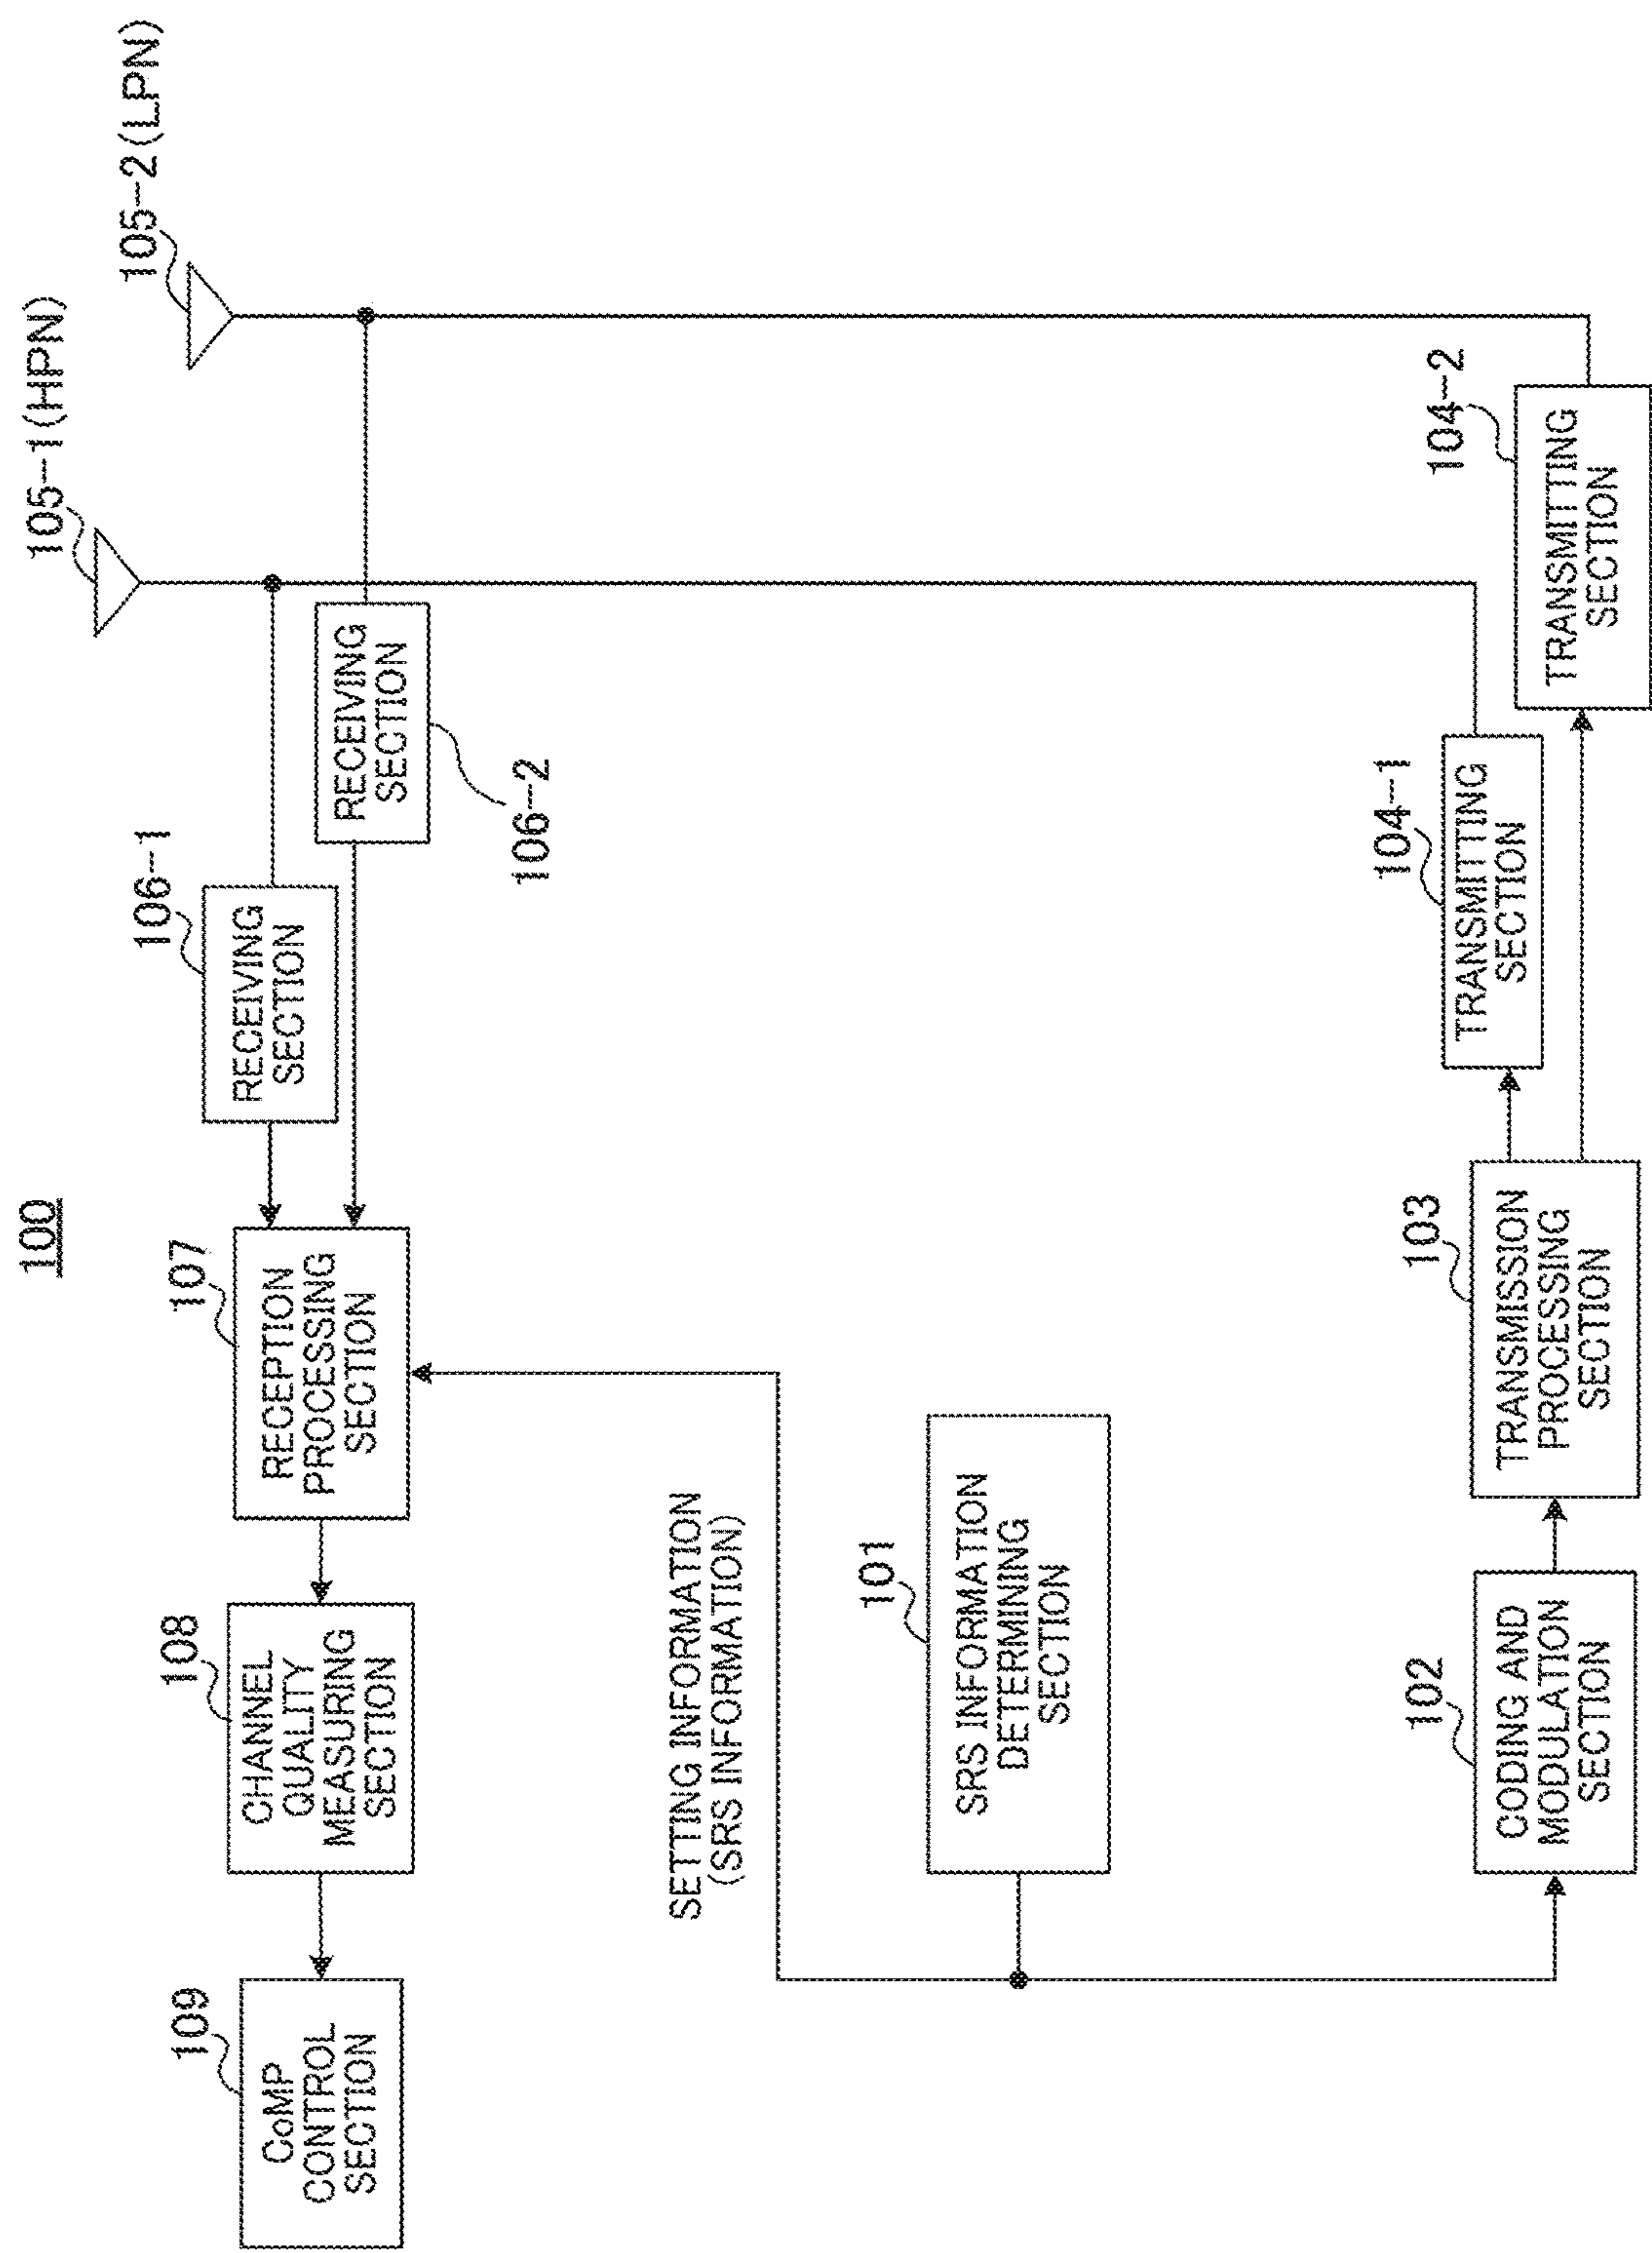 100
105-1(HPN)
105-2(LPN)
109
CoMP
CONTROL
SECTION
108
CHANNEL
QUALITY
MEASURING
SECTION
107
RECEPTION
PROCESSING
SECTION
106-1
RECEIVING
SECTION
RECEIVING
SECTION
106-2
SETTING INFORMATION
(SRS INFORMATION)
101
SRS INFORMATION
DETERMINING
SECTION
102
CODING AND
MODULATION
SECTION
103
TRANSMISSION
PROCESSING
SECTION
104-1
TRANSMITTING
SECTION
104-2
TRANSMITTING
SECTION